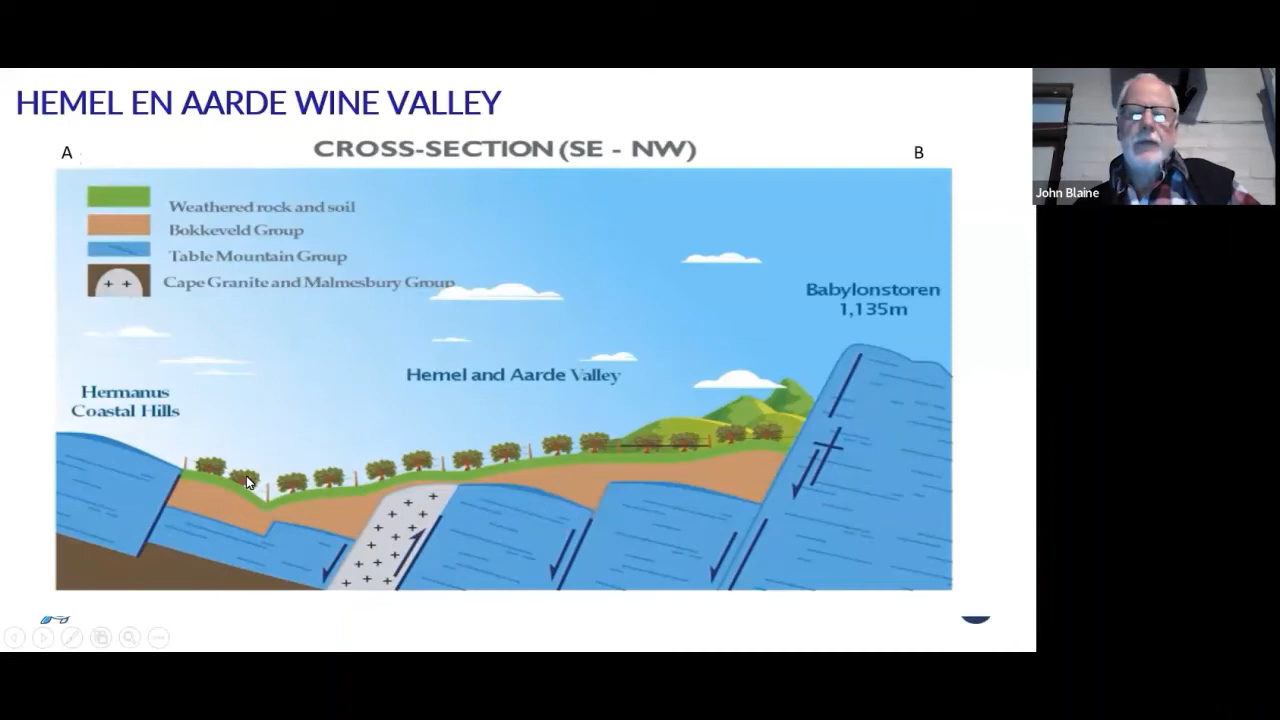 HEMEL EN AARDE WINE VALLEY
A
CROSS-SECTION (SE - NW)
B
Weathered rock and soil
Bokkeveld Group
Table Mountain Group
Cape Granite and Malmesbury Group
Babylonstoren
1,135m
Hemel and Aarde Valley
Hermanus
Coastal Hills
John Blaine